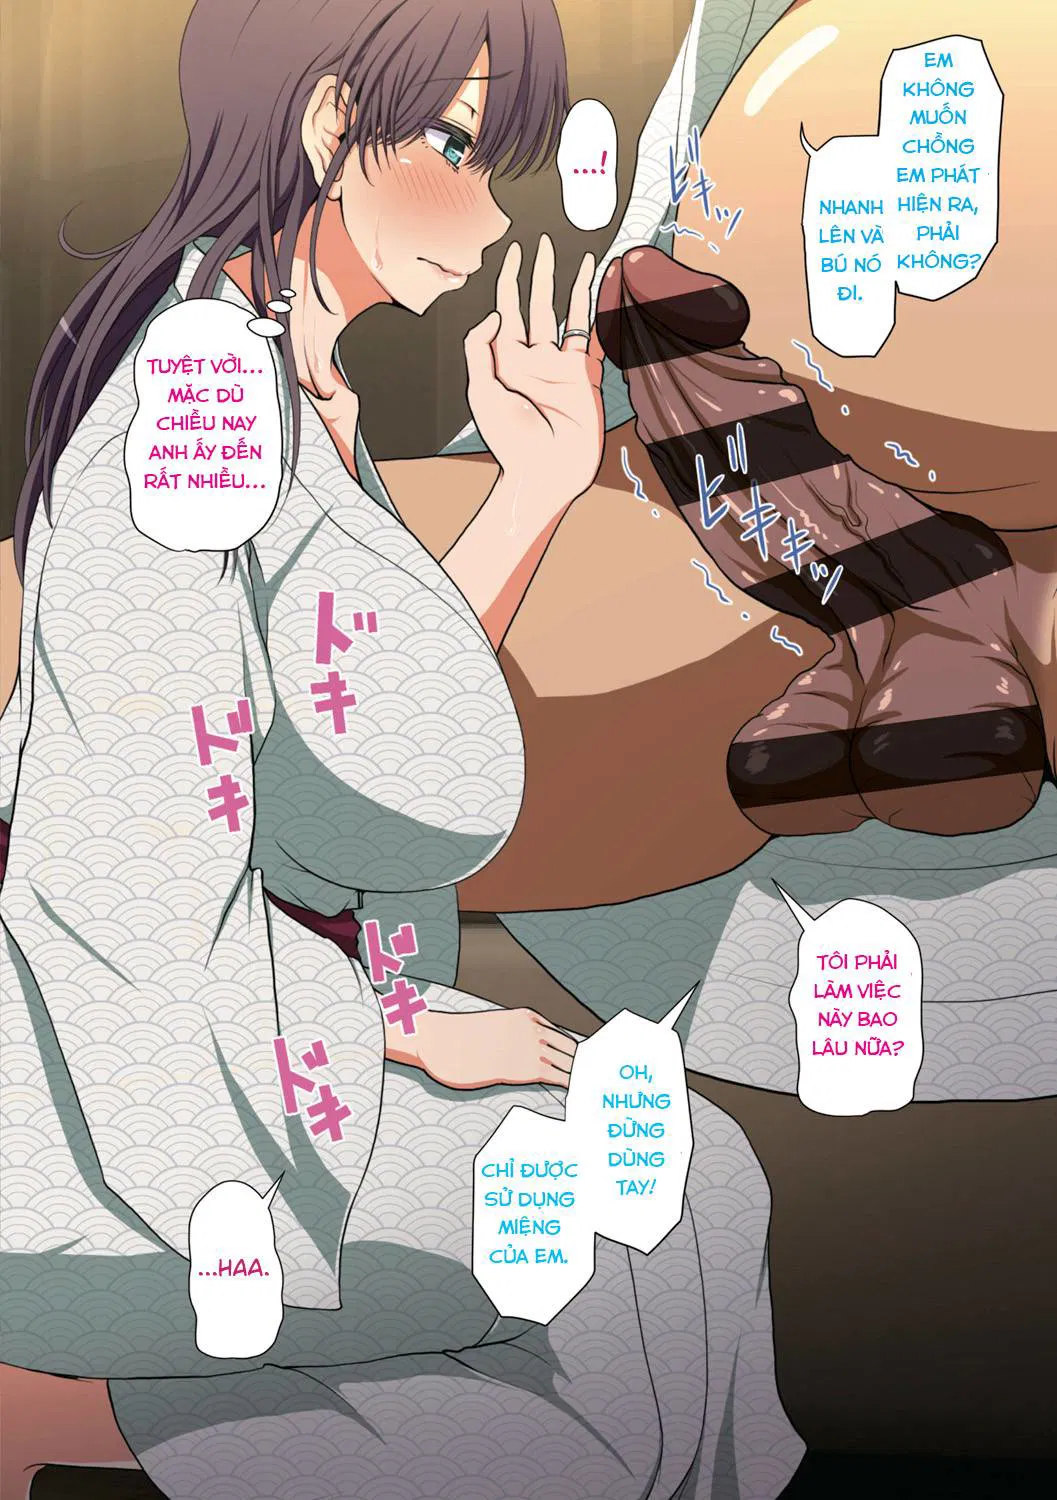 EM
KHÔNG
MUỐN
CHỒNG
EM PHÁT
HIỆN RA,
PHẢI
KHÔNG?
NHANH
LÊN VÀ
BÚ NÓ
ĐI.
...!
ビキッ
ビキ
ビキッ
TUYỆT VỜI...
MẶC DÙ
CHIỀU NAY
ANH ẤY ĐẾN
RẤT NHIỀU...
ドキ
ドキ
ドキ
ドキ
TÔI PHẢI
LÀM VIỆC
NÀY BAO
LÂU NỮA?
OH,
NHƯNG
ĐỪNG
DÙNG
TAY!
CHỈ ĐƯỢC
SỬ DỤNG
MIỆNG
CỦA EM.
...HAA.